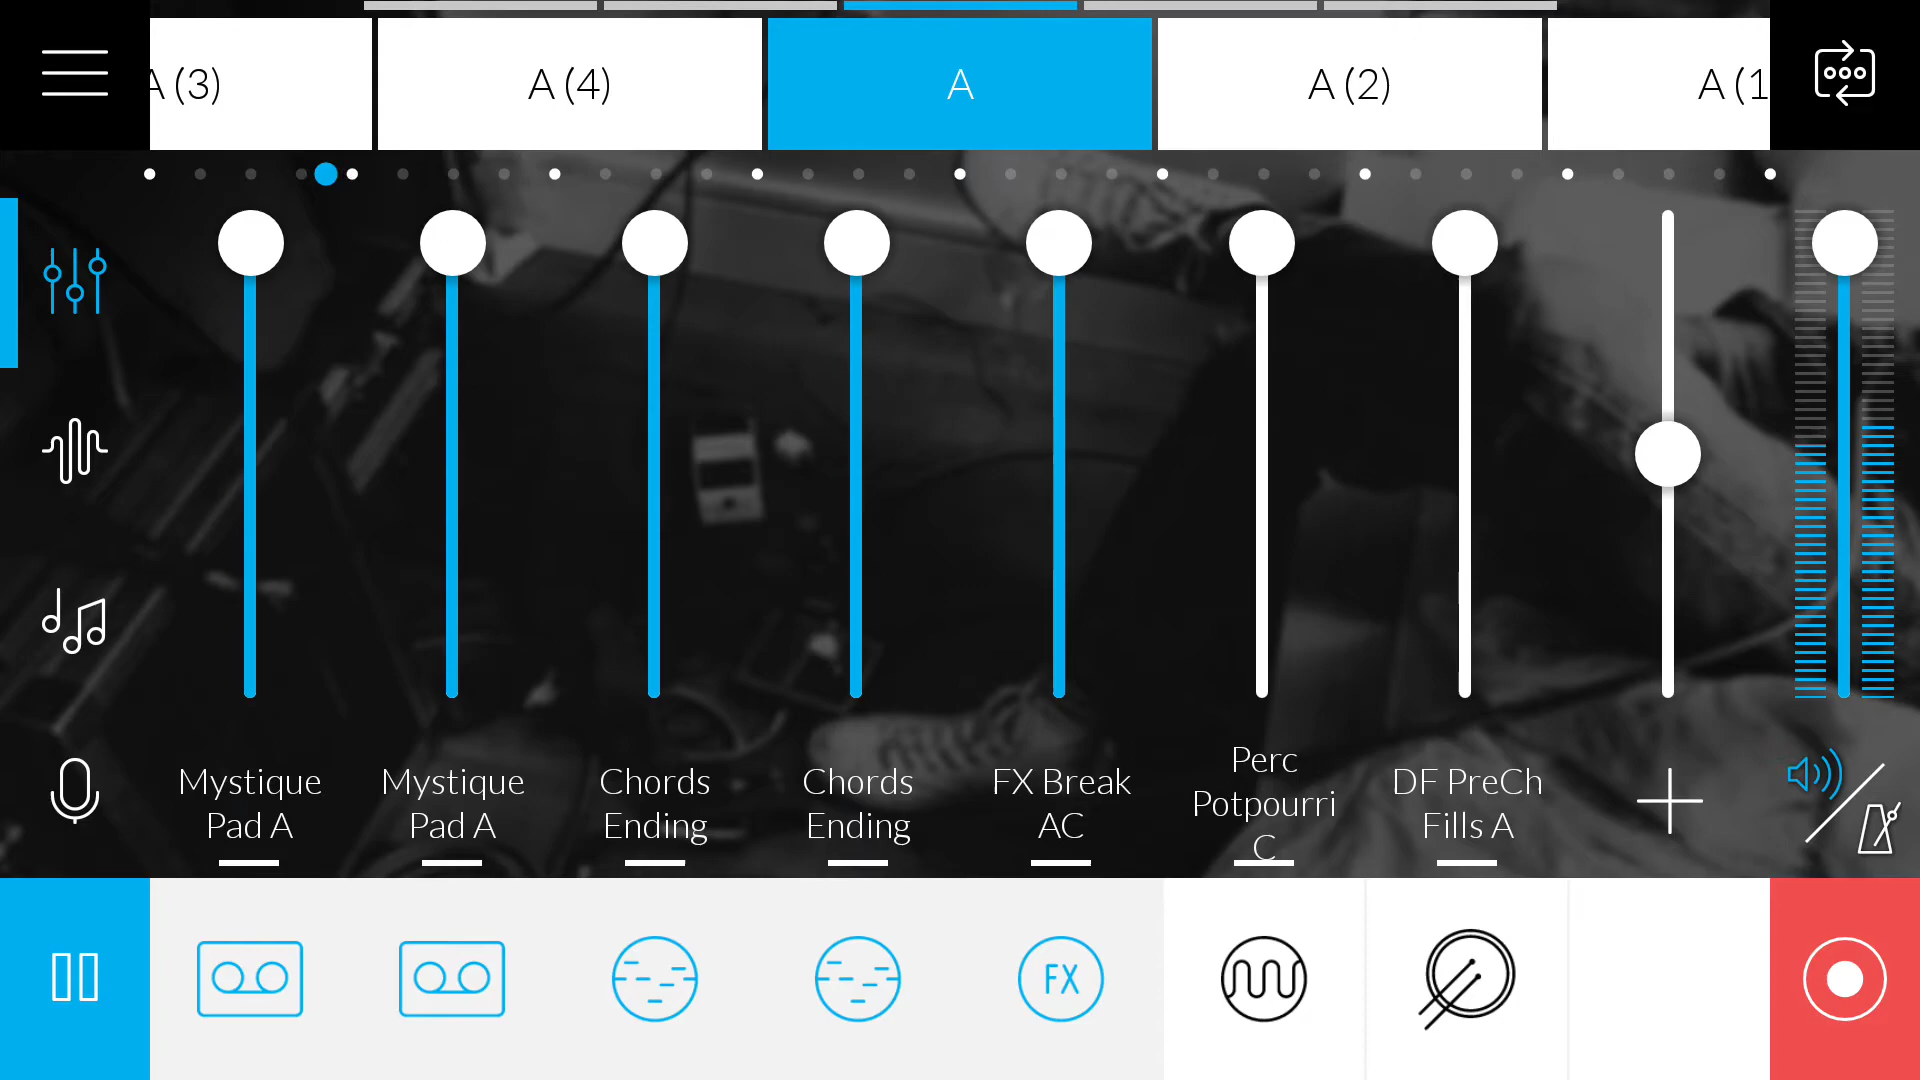 A (3)
A (4)
A
A (2)
A (1
Mystique
Pad A
Mystique
Pad A
Chords
Ending
Chords
Ending
FX Break
AC
Perc
Potpourri
C
DF PreCh
Fills A
FX